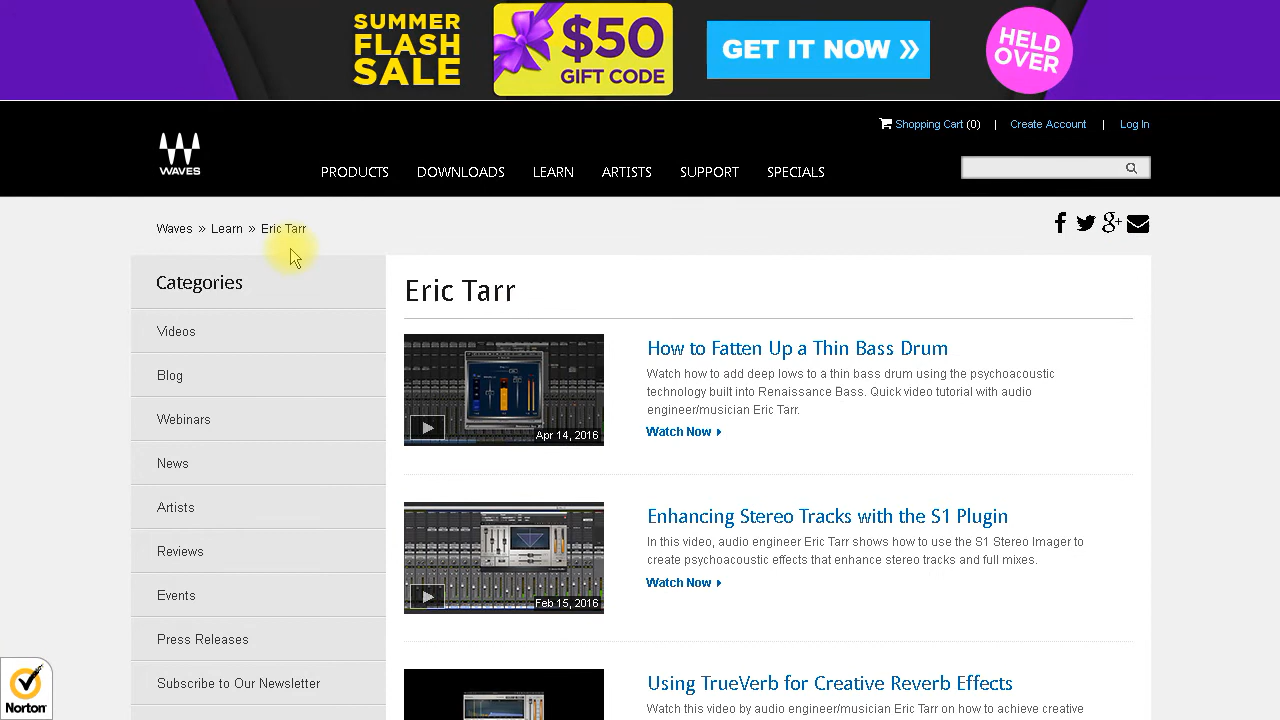 SUMMER
FLASH
SALE
$50
GIFT CODE
GET IT NOW »
HELD
OVER
Shopping Cart (0) | Create Account | Log In
WAVES
PRODUCTS DOWNLOADS LEARN ARTISTS SUPPORT SPECIALS
Waves » Learn » Eric Tarr
Categories
Videos
Blog
Webinars
News
Artists
Reviews
Events
Press Releases
Subscribe to Our Newsletter
Eric Tarr
Apr 14, 2016
How to Fatten Up a Thin Bass Drum
Watch how to add deep lows to a thin bass drum using the psychoacoustic
technology built into Renaissance Bass. Quick video tutorial with audio
engineer/musician Eric Tarr.
Watch Now
Feb 15, 2016
Enhancing Stereo Tracks with the S1 Plugin
In this video, audio engineer Eric Tarr shows how to use the S1 Stereo Imager to
create psychoacoustic effects that enhance stereo tracks and mixes.
Watch Now
Using TrueVerb for Creative Reverb Effects
Watch this video by audio engineer/musician Eric Tarr on how to achieve creative
Norton